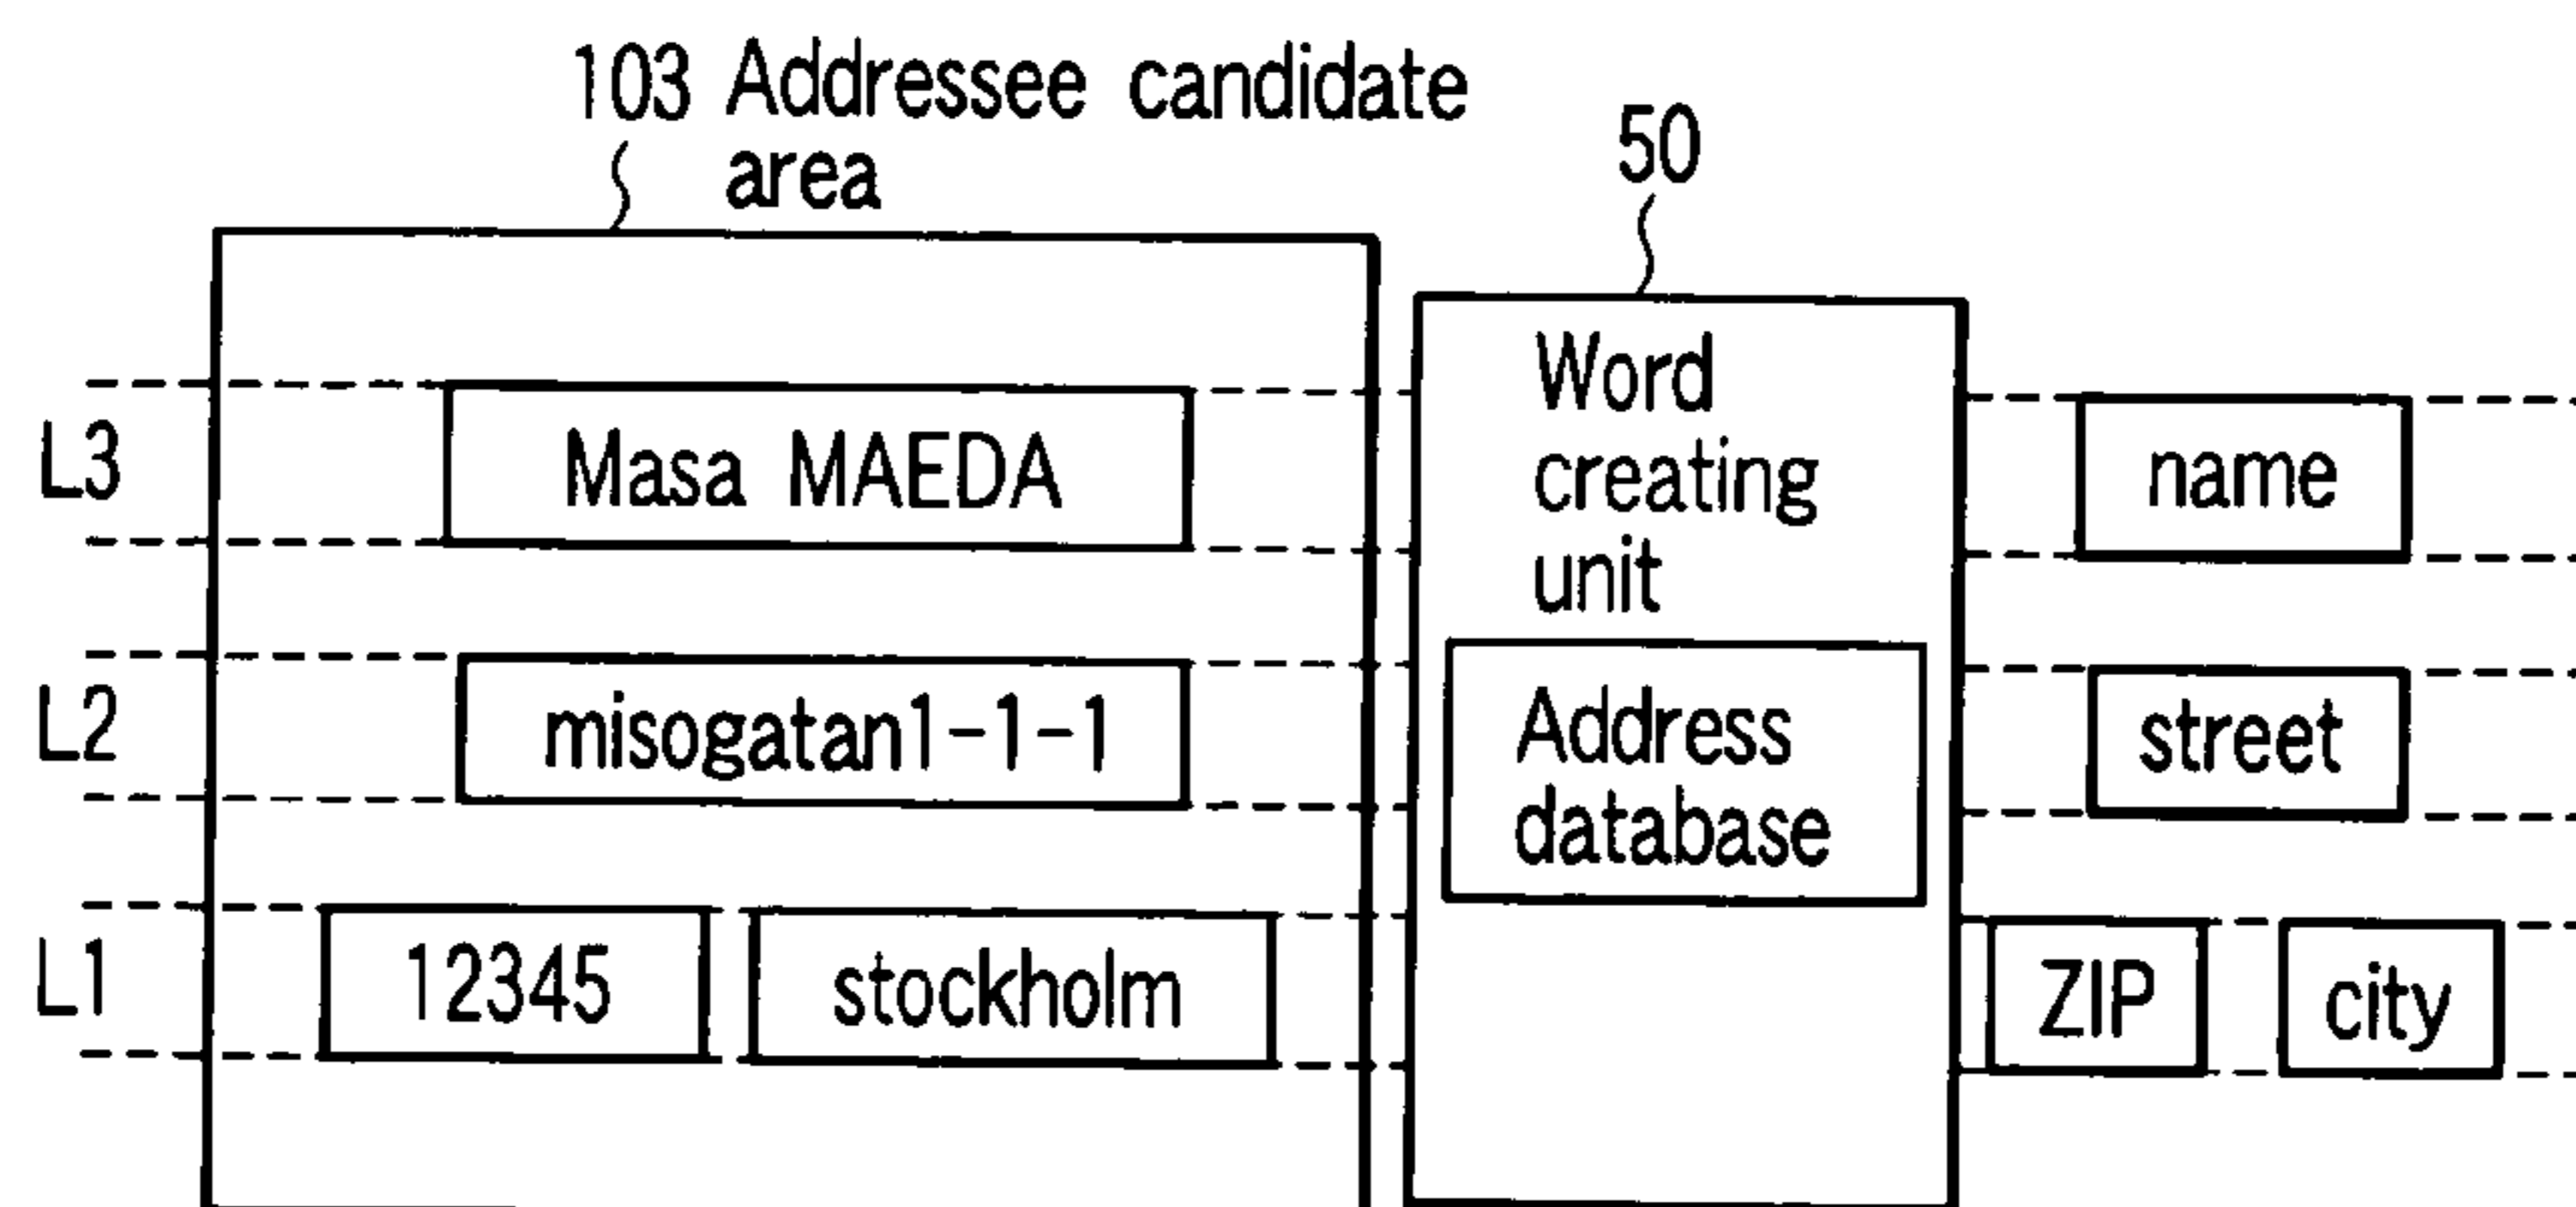 103 Addressee candidate
area
50
Word
creating
unit
L3
Masa MAEDA
name
L2
misogatan1-1-1
Address
database
street
L1
12345
stockholm
ZIP
city